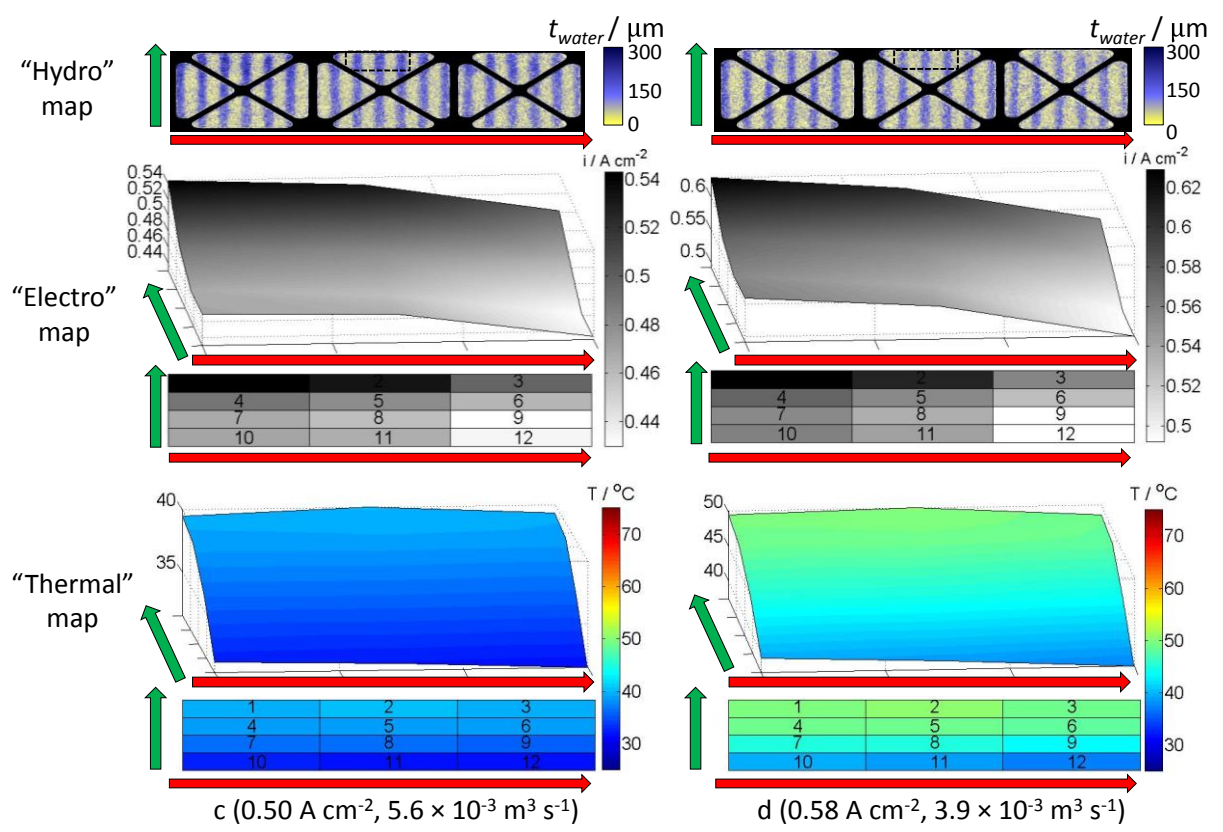 t_water / µm
t_water / µm
“Hydro” map
300
150
0
300
150
0
i / A cm⁻²
i / A cm⁻²
“Electro” map
0.54
0.52
0.5
0.48
0.46
0.44
0.54
0.52
0.5
0.48
0.46
0.44
0.6
0.55
0.5
0.62
0.6
0.58
0.56
0.54
0.52
0.5
2 3
4 5 6
7 8 9
10 11 12
2 3
4 5 6
7 8 9
10 11 12
“Thermal” map
40
35
T / °C
70
60
50
40
30
50
45
40
T / °C
70
60
50
40
30
1 2 3
4 5 6
7 8 9
10 11 12
1 2 3
4 5 6
7 8 9
10 11 12
c (0.50 A cm⁻², 5.6 × 10⁻³ m³ s⁻¹)
d (0.58 A cm⁻², 3.9 × 10⁻³ m³ s⁻¹)